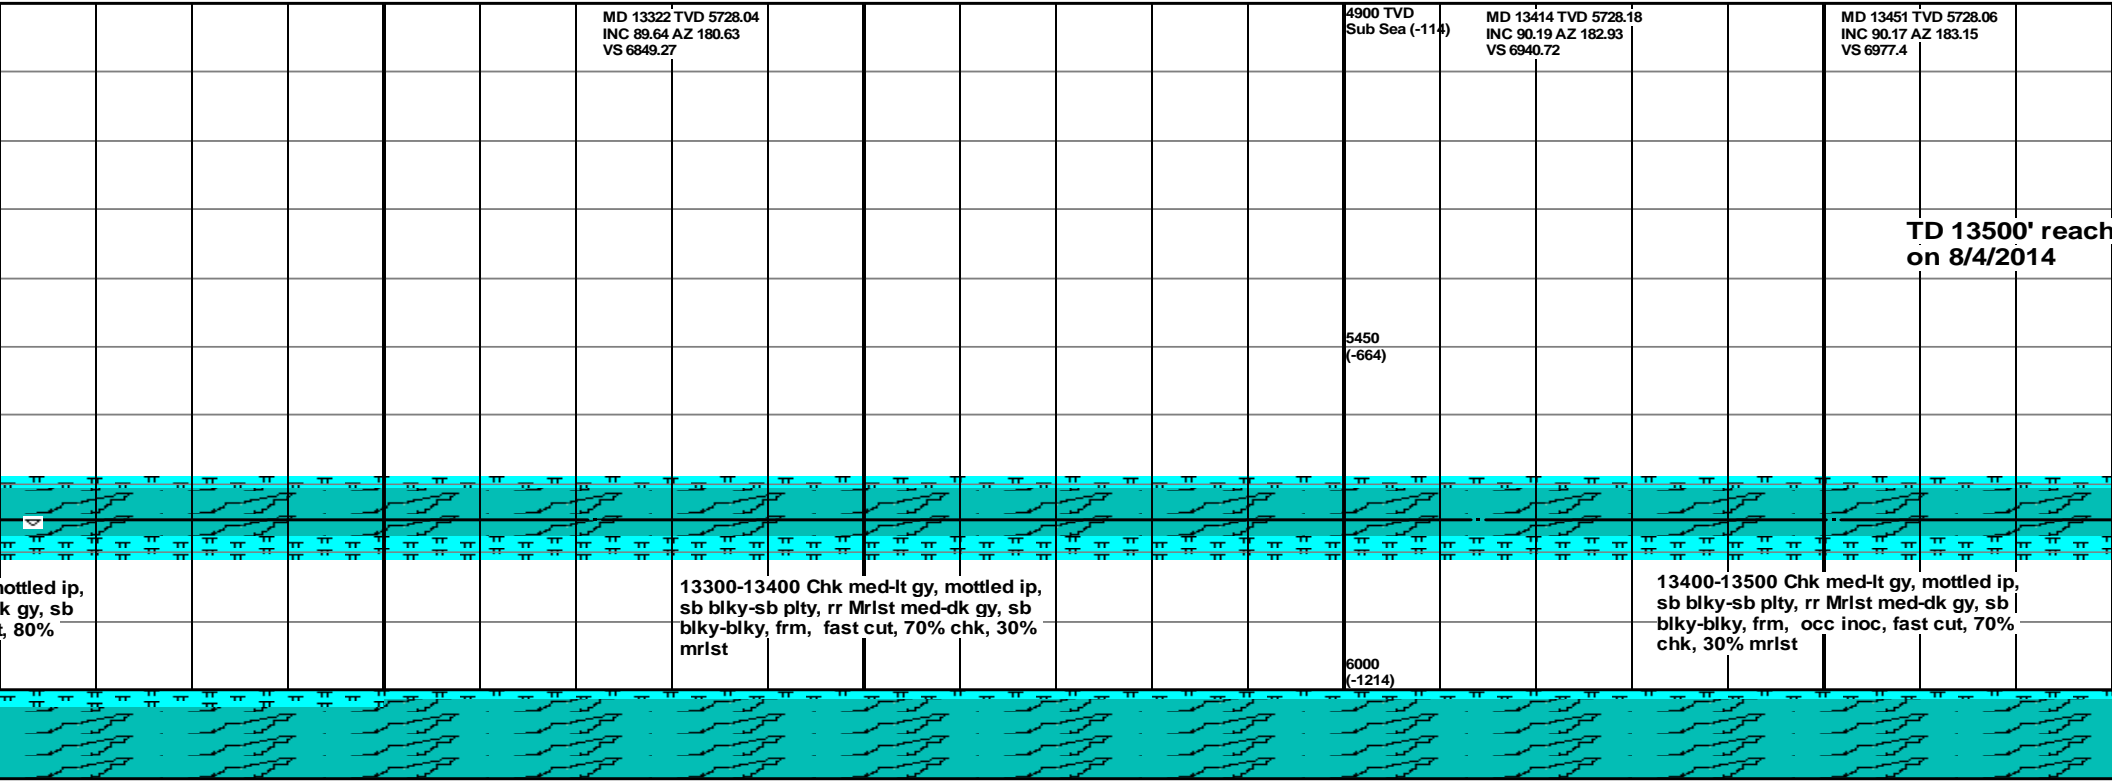 MD 13322 TVD 5728.04
INC 89.64 AZ 180.63
VS 6849.27
4900 TVD
Sub Sea (-114)
MD 13414 TVD 5728.18
INC 90.19 AZ 182.93
VS 6940.72
MD 13451 TVD 5728.06
INC 90.17 AZ 183.15
VS 6977.4
TD 13500' reach
on 8/4/2014
5450
(-664)
nottled ip,
k gy, sb
t, 80%
13300-13400 Chk med-lt gy, mottled ip,
sb blky-sb plty, rr Mrlst med-dk gy, sb
blky-blky, frm, fast cut, 70% chk, 30%
mrlst
13400-13500 Chk med-lt gy, mottled ip,
sb blky-sb plty, rr Mrlst med-dk gy, sb
blky-blky, frm, occ inoc, fast cut, 70%
chk, 30% mrlst
6000
(-1214)